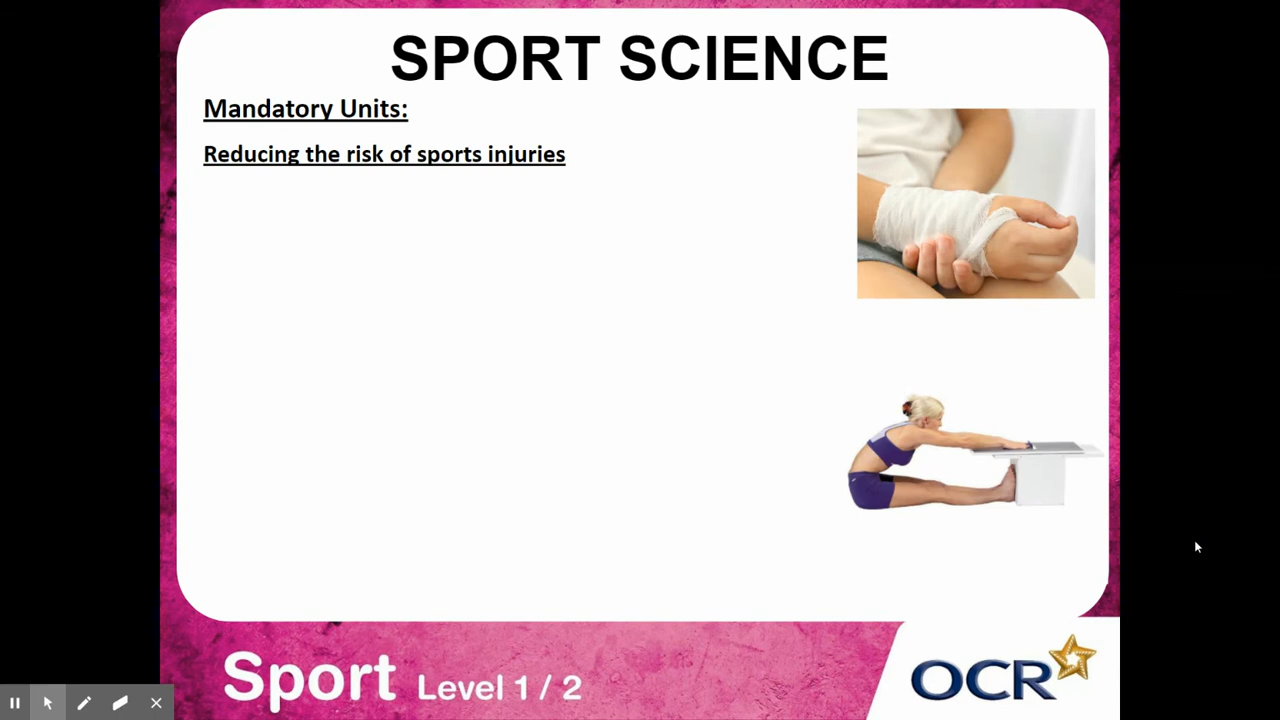 SPORT SCIENCE
Mandatory Units:
Reducing the risk of sports injuries
Sport Level 1 / 2
OCR